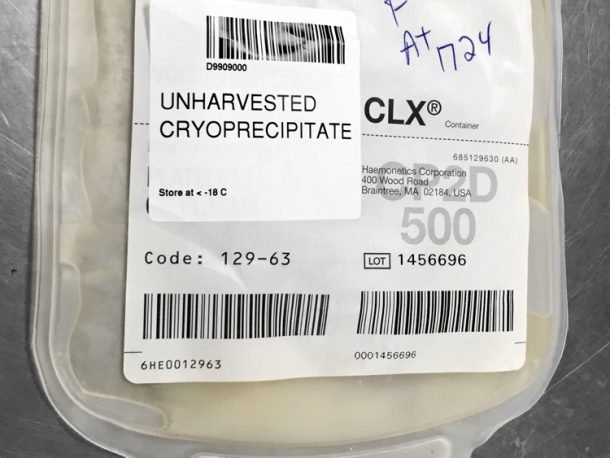 F
A+ 1724
D9909000
UNHARVESTED
CRYOPRECIPITATE
Store at < -18 C
CLX®
Container
685129630 (AA)
Haemonetics Corporation
400 Wood Road
Braintree, MA 02184, USA
CP2D
500
Code: 129-63
LOT 1456696
6HE0012963
0001456696